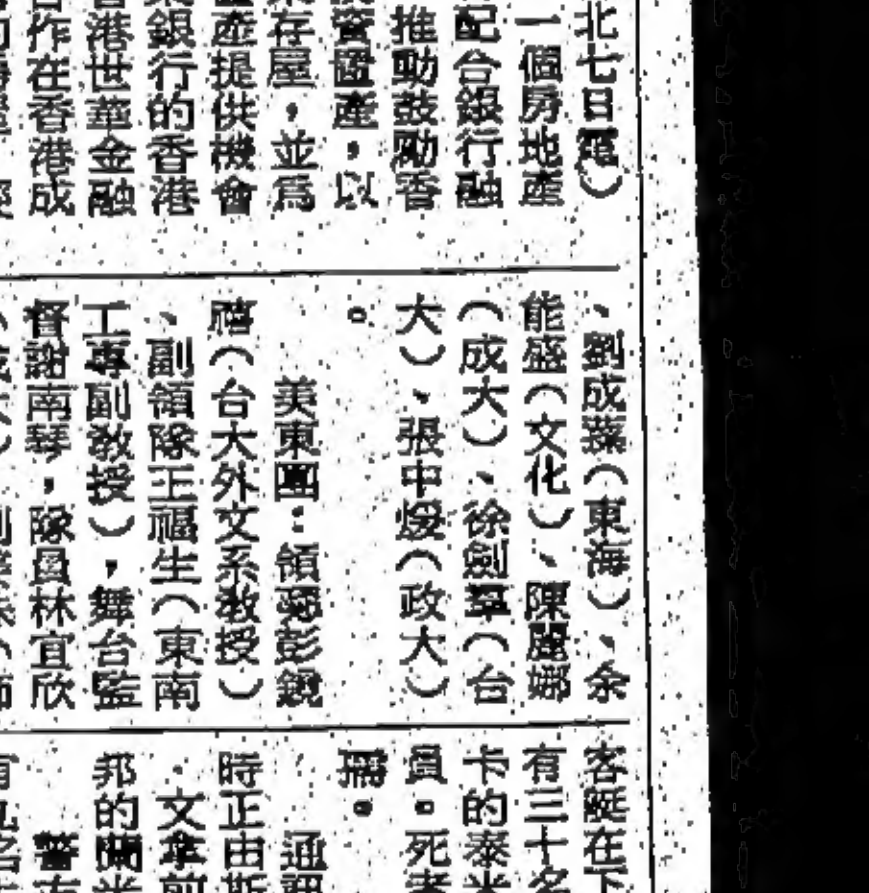 北七日電）
一個房地產
配合銀行融
推動鼓勵香
資置產，以
存屋，並爲
產提供機會
銀行的香港
香港世華金融
作在香港成
、劉成葉（東海）、余
能盛（文化）、陳麗娜
（成大）、徐劍羣（台
大）、張中煖（政大）
。
美東團：領隊彭鏡
禧（台大外文系教授）
、副領隊王福生（東南
工專副教授），舞台監
督謝南琴，隊員林宜欣
客艇在下
有三十名
卡的泰米
員。死者
通訊
時正由斯
文拿前
邦的蘭米
警方